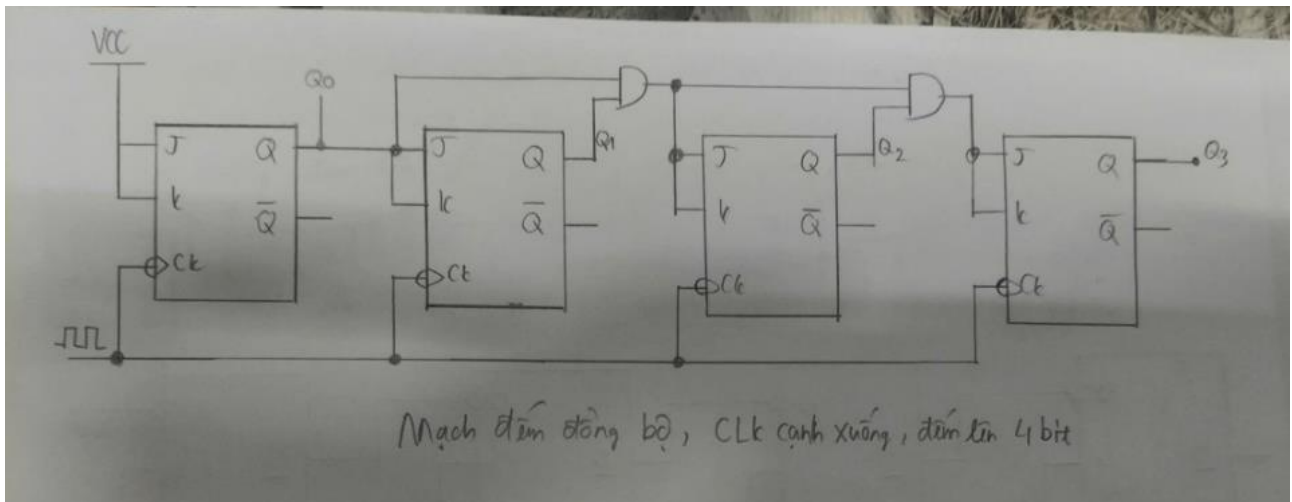 VCC
Q0
J Q
K Q̅
Ck
J Q
K Q̅
Ck
Q1
J Q
K Q̅
Ck
Q2
J Q
K Q̅
Ck
Q3
Mạch đếm đồng bộ, CLK cạnh xuống, đếm lên 4 bit